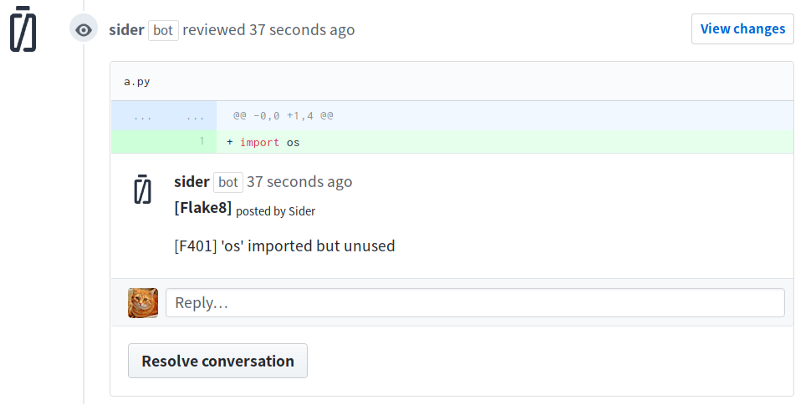 sider bot reviewed 37 seconds ago
View changes
a.py
... ... @@ -0,0 +1,4 @@
1 + import os
sider bot 37 seconds ago
[Flake8] posted by Sider
[F401] 'os' imported but unused
Reply...
Resolve conversation